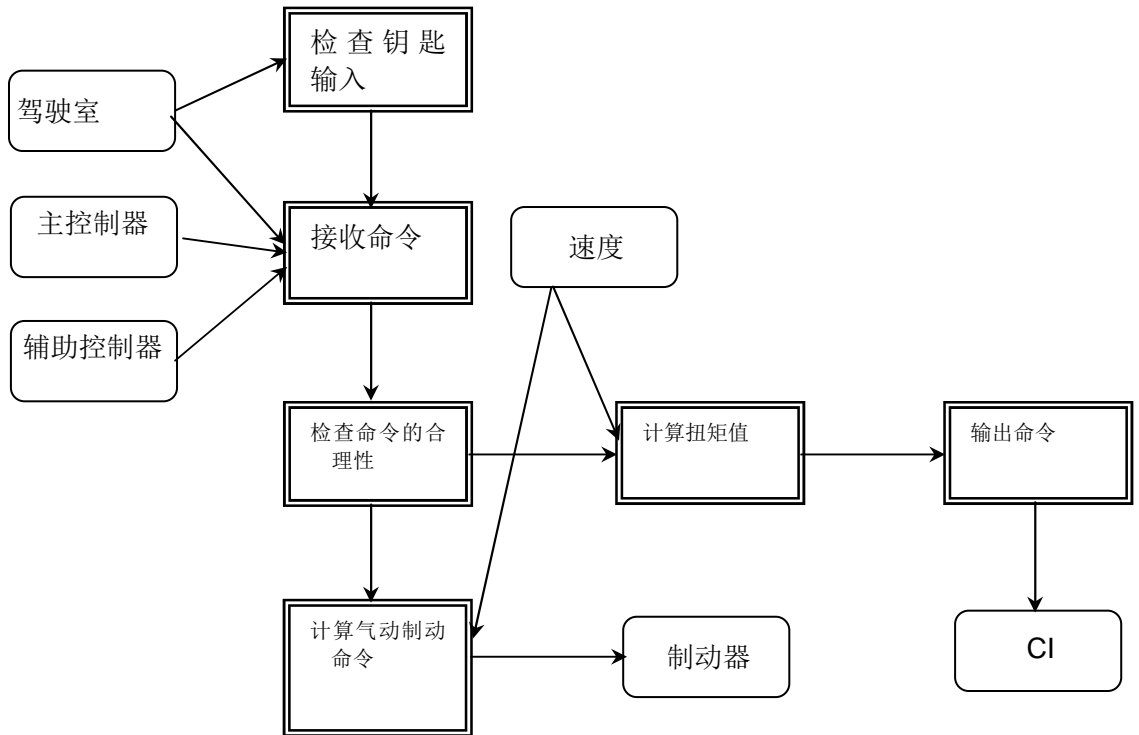 检查钥匙
输入
驾驶室
主控制器
接收命令
速度
辅助控制器
检查命令的合
理性
计算扭矩值
输出命令
计算气动制动
命令
制动器
CI